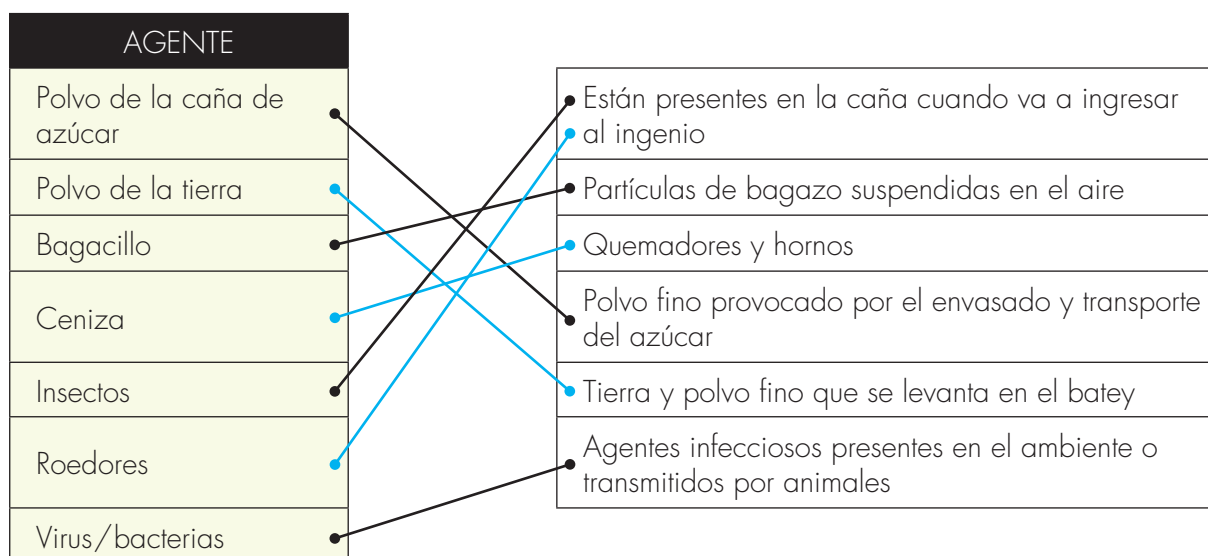 AGENTE
Polvo de la caña de
azúcar
Polvo de la tierra
Bagacillo
Ceniza
Insectos
Roedores
Virus/bacterias
Están presentes en la caña cuando va a ingresar
al ingenio
Partículas de bagazo suspendidas en el aire
Quemadores y hornos
Polvo fino provocado por el envasado y transporte
del azúcar
Tierra y polvo fino que se levanta en el batey
Agentes infecciosos presentes en el ambiente o
transmitidos por animales